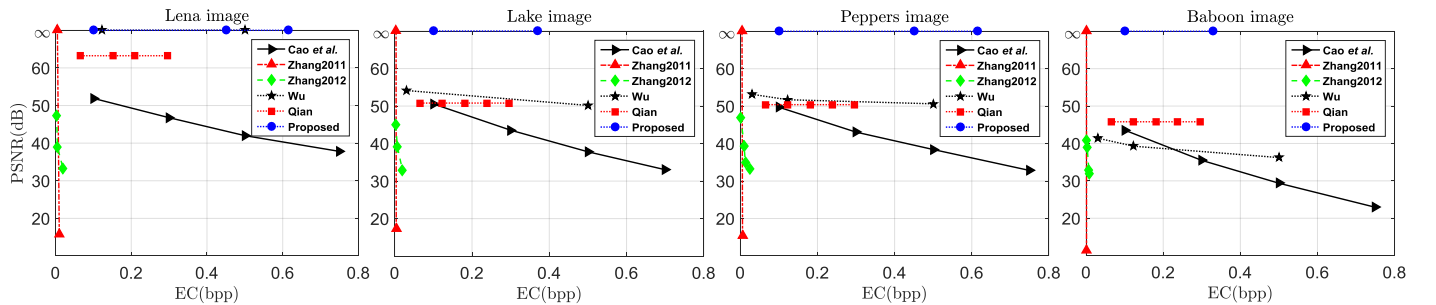 Lena image
PSNR(dB)
∞
60
50
40
30
20
0
0.2
0.4
0.6
0.8
EC(bpp)
Cao et al.
Zhang2011
Zhang2012
Wu
Qian
Proposed
Lake image
∞
60
50
40
30
20
0
0.2
0.4
0.6
0.8
EC(bpp)
Cao et al.
Zhang2011
Zhang2012
Wu
Qian
Proposed
Peppers image
∞
60
50
40
30
20
0
0.2
0.4
0.6
0.8
EC(bpp)
Cao et al.
Zhang2011
Zhang2012
Wu
Qian
Proposed
Baboon image
∞
60
50
40
30
20
0
0.2
0.4
0.6
0.8
EC(bpp)
Cao et al.
Zhang2011
Zhang2012
Wu
Qian
Proposed